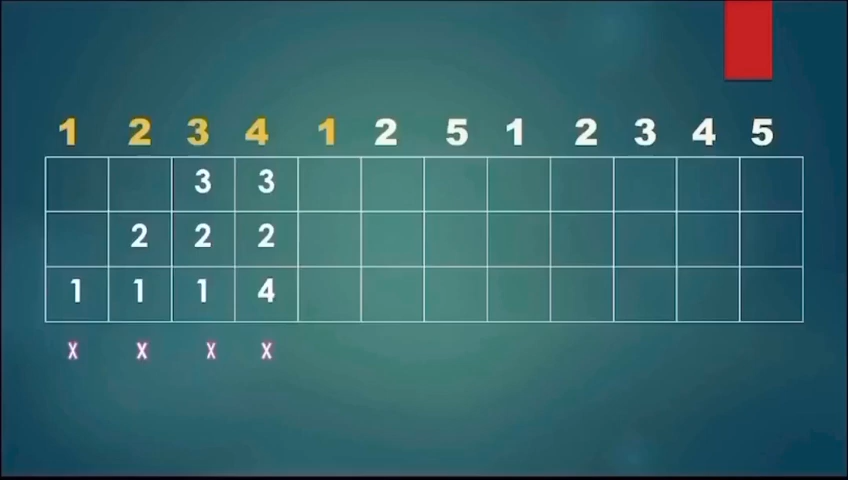 1 2 3 4 1 2 5 1 2 3 4 5
3 3
2 2 2
1 1 1 4
x x x x